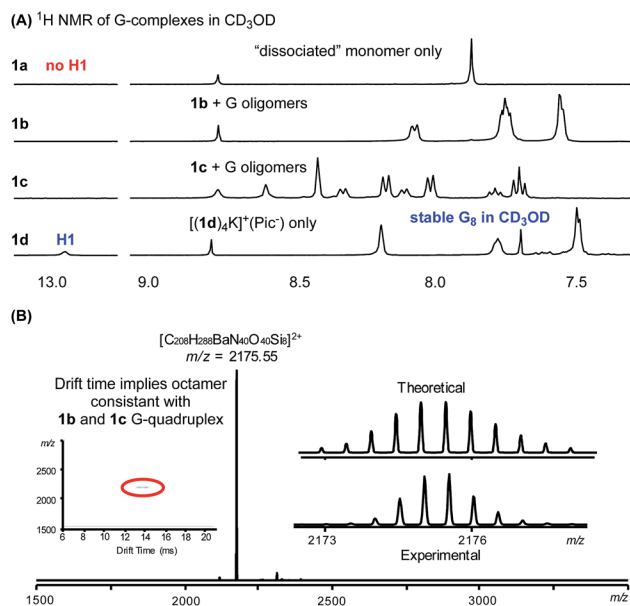 (A) ¹H NMR of G-complexes in CD₃OD
1a no H1 "dissociated" monomer only
1b 1b + G oligomers
1c 1c + G oligomers
1d H1 [(1d)₄K]⁺(Pic⁻) only stable G₈ in CD₃OD
13.0 9.0 8.5 8.0 7.5
(B)
[C₂₀₈H₂₈₈BaN₄₀O₄₀Si₈]²⁺
m/z = 2175.55
Drift time implies octamer
consistant with
1b and 1c G-quadruplex
m/z
2500
2000
1500
6 8 10 12 14 16 18 20
Drift Time (ms)
Theoretical
2173 2176 m/z
Experimental
1500 2000 2500 3000 m/z